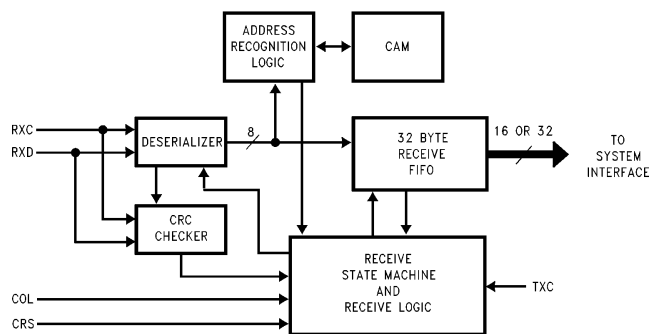 ADDRESS
RECOGNITION
LOGIC
CAM
RXC
RXD
DESERIALIZER
8
32 BYTE
RECEIVE
FIFO
16 OR 32
TO
SYSTEM
INTERFACE
CRC
CHECKER
RECEIVE
STATE MACHINE
AND
RECEIVE LOGIC
TXC
COL
CRS